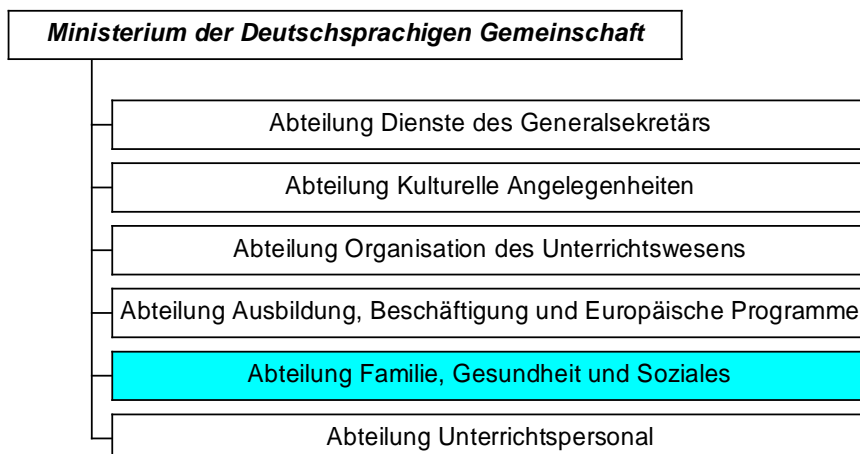 Ministerium der Deutschsprachigen Gemeinschaft
Abteilung Dienste des Generalsekretärs
Abteilung Kulturelle Angelegenheiten
Abteilung Organisation des Unterrichtswesens
Abteilung Ausbildung, Beschäftigung und Europäische Programme
Abteilung Familie, Gesundheit und Soziales
Abteilung Unterrichtspersonal